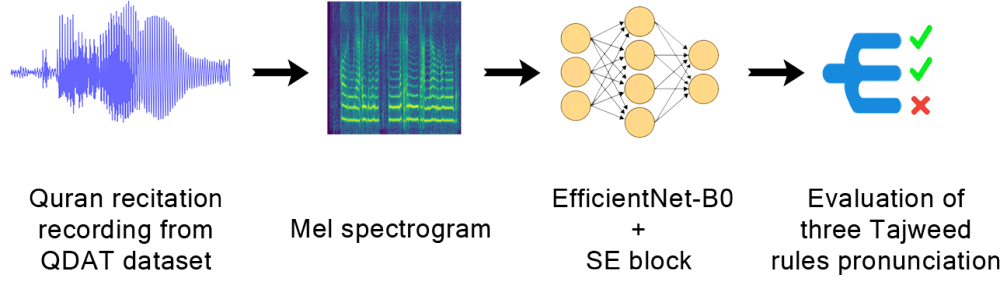 Quran recitation
recording from
QDAT dataset
Mel spectrogram
EfficientNet-B0
+
SE block
Evaluation of
three Tajweed
rules pronunciation